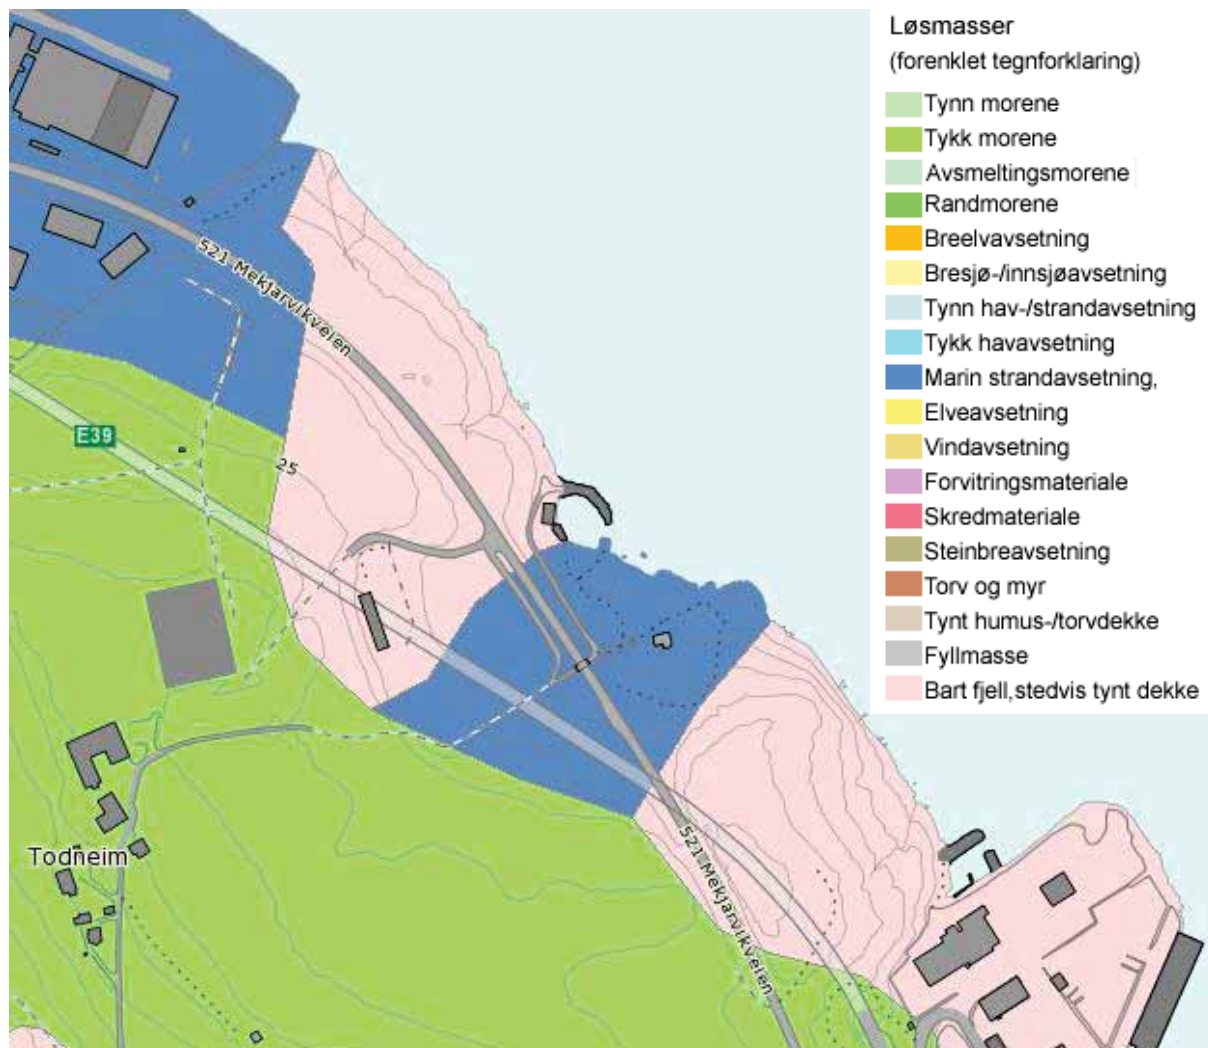 Løsmasser
(forenklet tegnforklaring)
Tynn morene
Tykk morene
Avsmeltingsmorene
Randmorene
Breelvavsetning
Bresjø-/innsjøavsetning
Tynn hav-/strandavsetning
Tykk havavsetning
Marin strandavsetning,
Elveavsetning
Vindavsetning
Forvitringsmateriale
Skredmateriale
Steinbreavsetning
Torv og myr
Tynt humus-/torvdekke
Fyllmasse
Bart fjell,stedvis tynt dekke
521 Mekjarvikveien
E39
25
Todneim
521 Mekjarvikveien